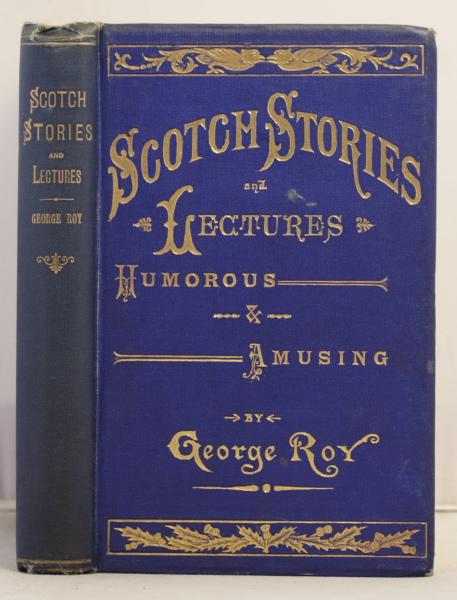 SCOTCH
STORIES
AND
LECTURES
GEORGE ROY
SCOTCH STORIES
and
LECTURES
HUMOROUS
&
AMUSING
BY
George Roy